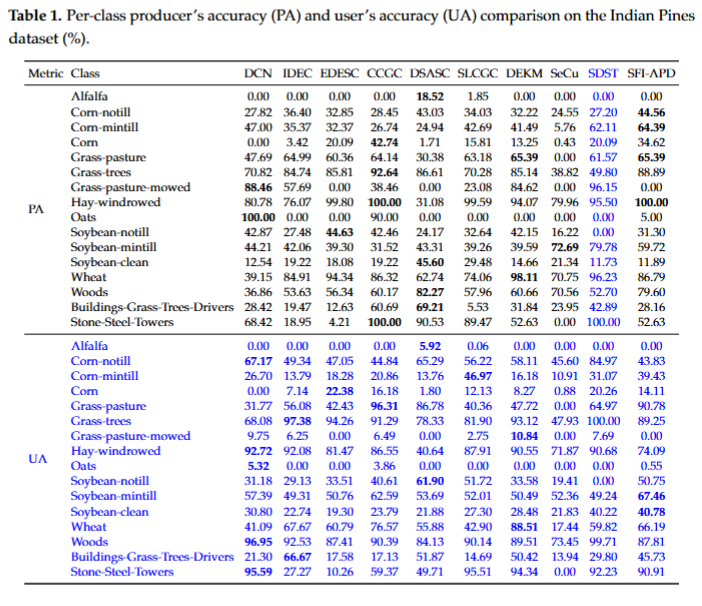 Table 1. Per-class producer's accuracy (PA) and user's accuracy (UA) comparison on the Indian Pines
dataset (%).
Metric Class DCN IDEC EDESC CCGC DSASC SLCGC DEKM SeCu SDST SFI-APD
Alfalfa 0.00 0.00 0.00 0.00 18.52 1.85 0.00 0.00 0.00 0.00
Corn-notill 27.82 36.40 32.85 28.45 43.03 34.03 32.22 24.55 27.20 44.56
Corn-mintill 47.00 35.37 32.37 26.74 24.94 42.69 41.49 5.76 62.11 64.39
Corn 0.00 3.42 20.09 42.74 1.71 15.81 13.25 0.43 20.09 34.62
Grass-pasture 47.69 64.99 60.36 64.14 30.38 63.18 65.39 0.00 61.57 65.39
Grass-trees 70.82 84.74 85.81 92.64 86.61 70.28 85.14 38.82 49.80 88.89
Grass-pasture-mowed 88.46 57.69 0.00 38.46 0.00 23.08 84.62 0.00 96.15 0.00
PA Hay-windrowed 80.78 76.07 99.80 100.00 31.08 99.59 94.07 79.96 95.50 100.00
Oats 100.00 0.00 0.00 90.00 0.00 0.00 0.00 0.00 0.00 5.00
Soybean-notill 42.87 27.48 44.63 42.46 24.17 32.64 42.15 16.22 0.00 31.30
Soybean-mintill 44.21 42.06 39.30 31.52 43.31 39.26 39.59 72.69 79.78 59.72
Soybean-clean 12.54 19.22 18.08 19.22 45.60 29.48 14.66 21.34 11.73 11.89
Wheat 39.15 84.91 94.34 86.32 62.74 74.06 98.11 70.75 96.23 86.79
Woods 36.86 53.63 56.34 60.17 82.27 57.96 60.66 70.56 52.70 79.60
Buildings-Grass-Trees-Drivers 28.42 19.47 12.63 60.69 69.21 5.53 31.84 23.95 42.89 28.16
Stone-Steel-Towers 68.42 18.95 4.21 100.00 90.53 89.47 52.63 0.00 100.00 52.63
Alfalfa 0.00 0.00 0.00 0.00 5.92 0.06 0.00 0.00 0.00 0.00
Corn-notill 67.17 49.34 47.05 44.84 65.29 56.22 58.11 45.60 84.97 43.83
Corn-mintill 26.70 13.79 18.28 20.86 13.76 46.97 16.18 10.91 31.07 39.43
Corn 0.00 7.14 22.38 16.18 1.80 12.13 8.27 0.88 20.26 14.11
Grass-pasture 31.77 56.08 42.43 96.31 86.78 40.36 47.72 0.00 64.97 90.78
Grass-trees 68.08 97.38 94.26 91.29 78.33 81.90 93.12 47.93 100.00 89.25
Grass-pasture-mowed 9.75 6.25 0.00 6.49 0.00 2.75 10.84 0.00 7.69 0.00
UA Hay-windrowed 92.72 92.08 81.47 86.55 40.64 87.91 90.55 71.87 90.68 74.09
Oats 5.32 0.00 0.00 3.86 0.00 0.00 0.00 0.00 0.00 0.55
Soybean-notill 31.18 29.13 33.51 40.61 61.90 51.72 33.58 19.41 0.00 50.75
Soybean-mintill 57.39 49.31 50.76 62.59 53.69 52.01 50.49 52.36 49.24 67.46
Soybean-clean 30.80 22.74 19.30 23.79 21.88 27.30 28.48 21.83 40.22 40.78
Wheat 41.09 67.67 60.79 76.57 55.88 42.90 88.51 17.44 59.82 66.19
Woods 96.95 92.53 87.41 90.39 84.13 90.14 89.51 73.45 99.71 87.81
Buildings-Grass-Trees-Drivers 21.30 66.67 17.58 17.13 51.87 14.69 50.42 13.94 29.80 45.73
Stone-Steel-Towers 95.59 27.27 10.26 59.37 49.71 95.51 94.34 0.00 92.23 90.91